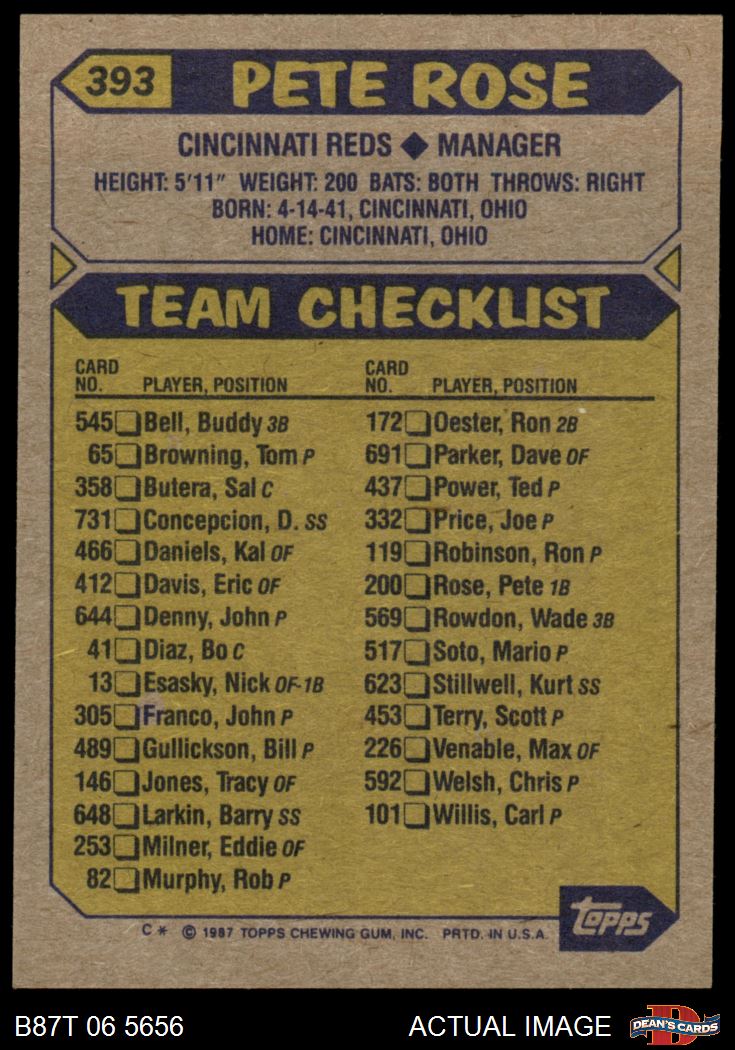 393 PETE ROSE
CINCINNATI REDS ◆ MANAGER
HEIGHT: 5'11" WEIGHT: 200 BATS: BOTH THROWS: RIGHT
BORN: 4-14-41, CINCINNATI, OHIO
HOME: CINCINNATI, OHIO
TEAM CHECKLIST
CARD NO. PLAYER, POSITION
545 Bell, Buddy 3B
65 Browning, Tom P
358 Butera, Sal C
731 Concepcion, D. SS
466 Daniels, Kal OF
412 Davis, Eric OF
644 Denny, John P
41 Diaz, Bo C
13 Esasky, Nick OF-1B
305 Franco, John P
489 Gullickson, Bill P
146 Jones, Tracy OF
648 Larkin, Barry SS
253 Milner, Eddie OF
82 Murphy, Rob P
CARD NO. PLAYER, POSITION
172 Oester, Ron 2B
691 Parker, Dave OF
437 Power, Ted P
332 Price, Joe P
119 Robinson, Ron P
200 Rose, Pete 1B
569 Rowdon, Wade 3B
517 Soto, Mario P
623 Stillwell, Kurt SS
453 Terry, Scott P
226 Venable, Max OF
592 Welsh, Chris P
101 Willis, Carl P
topps
C * © 1987 TOPPS CHEWING GUM, INC. PRTD. IN U.S.A.
B87T 06 5656 ACTUAL IMAGE D DEAN'S CARDS